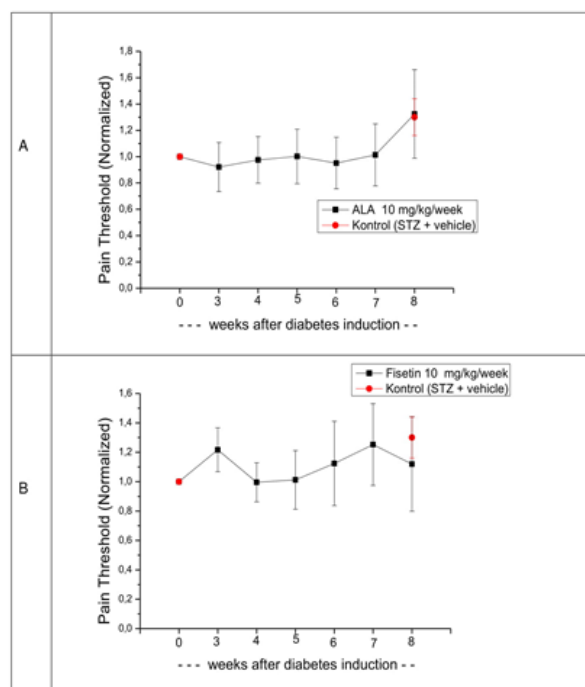 A
Pain Threshold (Normalized)
1,8
1,6
1,4
1,2
1,0
0,8
0,6
0,4
0,2
0,0
ALA 10 mg/kg/week
Kontrol (STZ + vehicle)
0 3 4 5 6 7 8
- - - weeks after diabetes induction - -
B
Pain Threshold (Normalized)
1,6
1,4
1,2
1,0
0,8
0,6
0,4
0,2
0,0
Fisetin 10 mg/kg/week
Kontrol (STZ + vehicle)
0 3 4 5 6 7 8
- - - weeks after diabetes induction - -